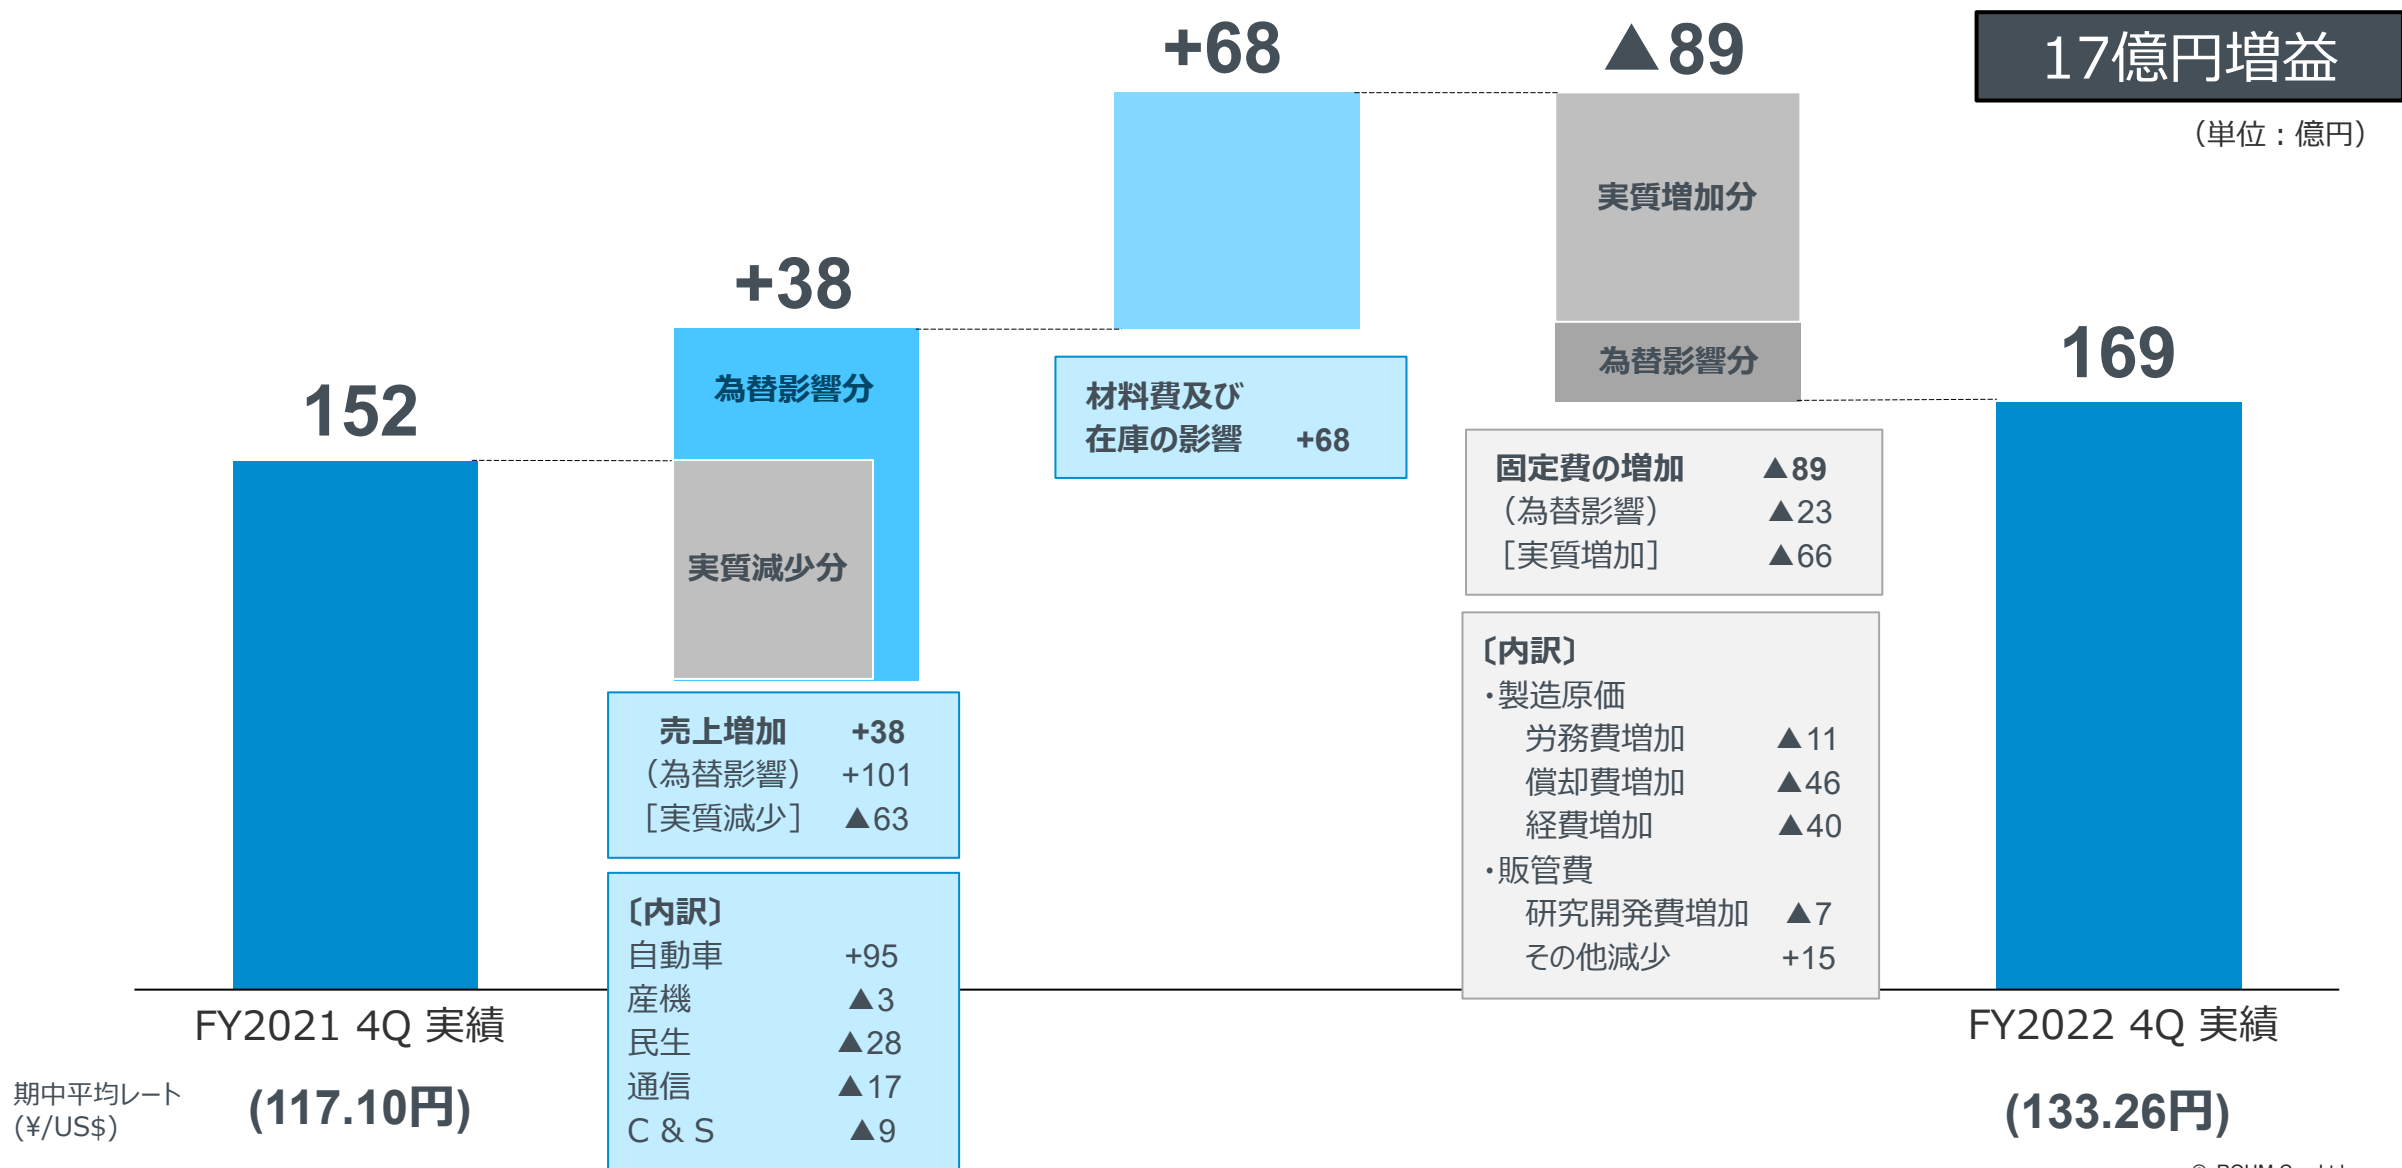 17億円増益
(単位：億円)
152
+38
+68
▲89
169
為替影響分
実質減少分
実質増加分
為替影響分
材料費及び
在庫の影響 +68
売上増加 +38
（為替影響） +101
［実質減少］ ▲63
〔内訳〕
自動車 +95
産機 ▲3
民生 ▲28
通信 ▲17
C & S ▲9
固定費の増加 ▲89
（為替影響） ▲23
［実質増加］ ▲66
〔内訳〕
・製造原価
労務費増加 ▲11
償却費増加 ▲46
経費増加 ▲40
・販管費
研究開発費増加 ▲7
その他減少 +15
FY2021 4Q 実績
FY2022 4Q 実績
期中平均レート
(¥/US$)
(117.10円)
(133.26円)